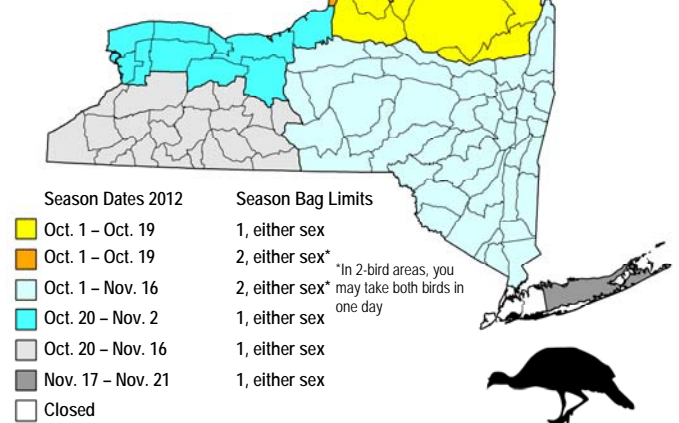 Season Dates 2012 Season Bag Limits
Oct. 1 – Oct. 19 1, either sex
Oct. 1 – Oct. 19 2, either sex*
Oct. 1 – Nov. 16 2, either sex*
*In 2-bird areas, you
may take both birds in
one day
Oct. 20 – Nov. 2 1, either sex
Oct. 20 – Nov. 16 1, either sex
Nov. 17 – Nov. 21 1, either sex
Closed